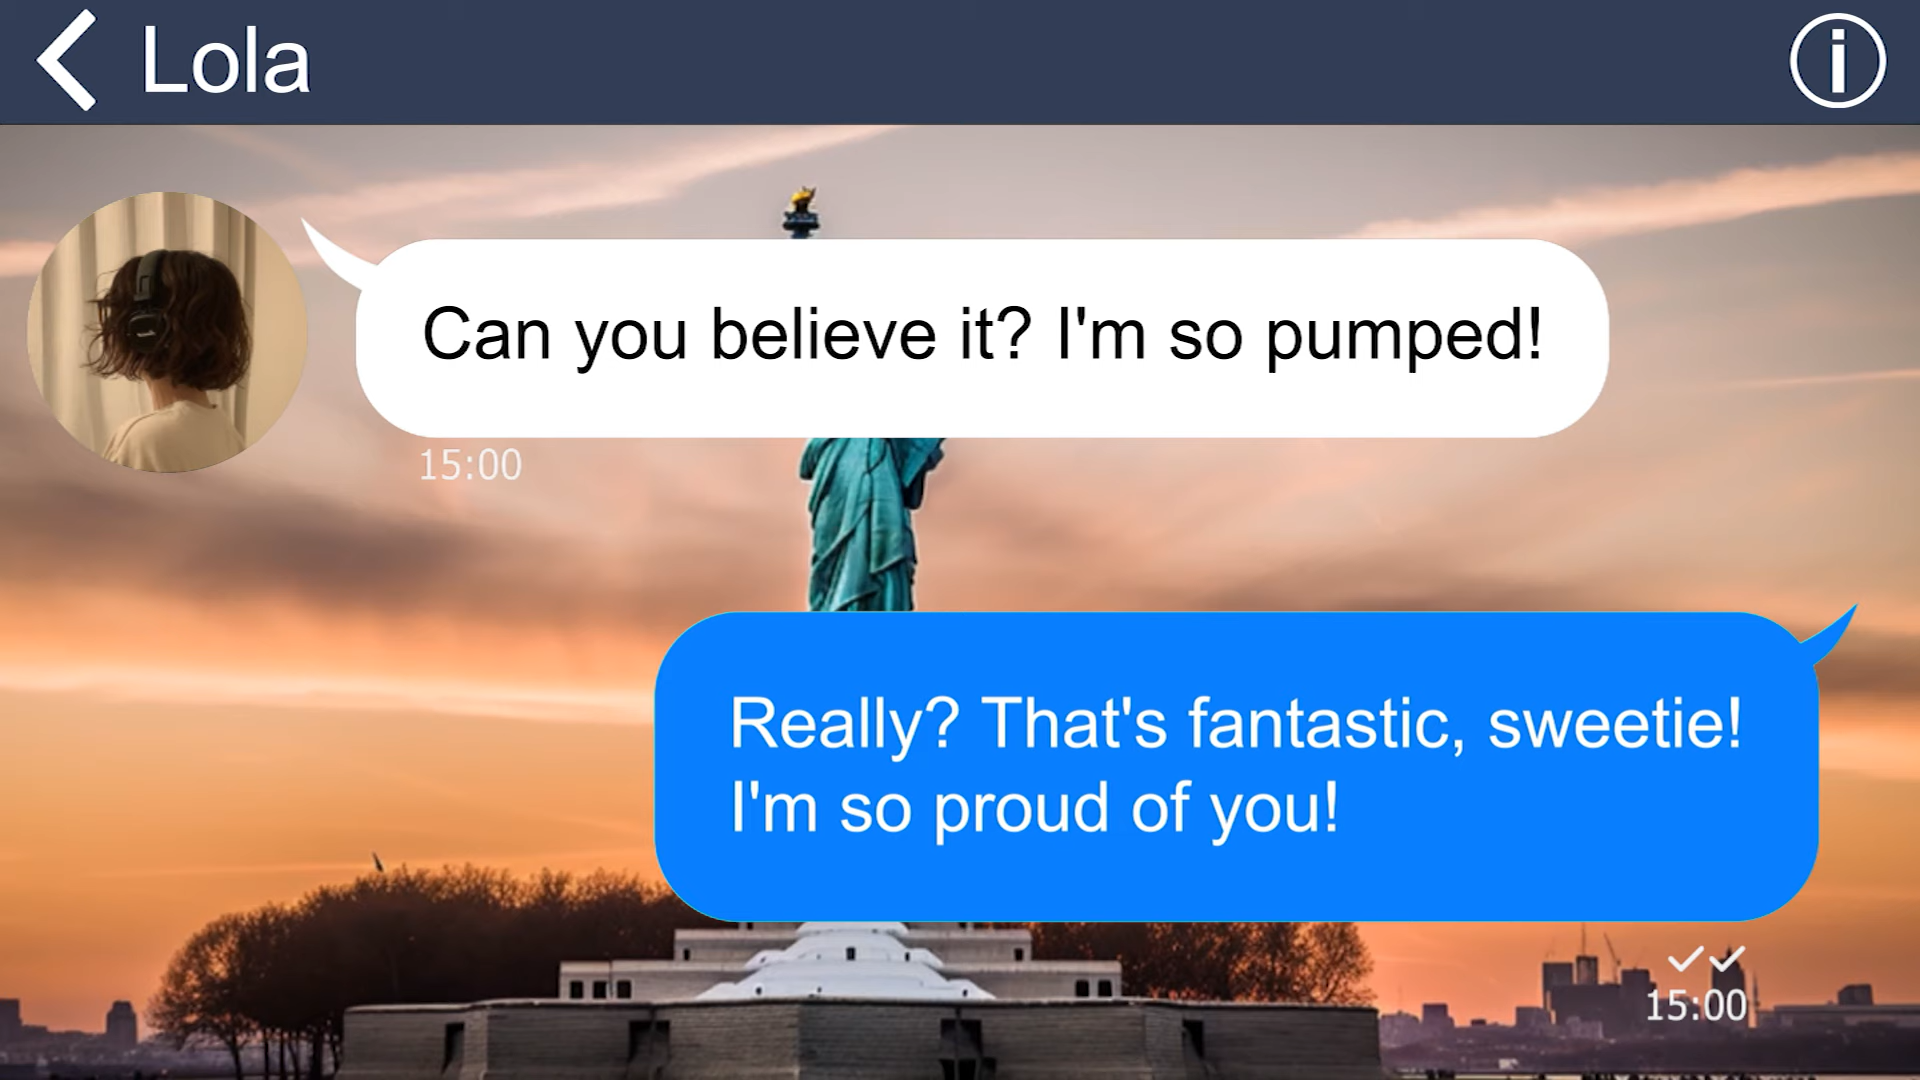 Lola
Can you believe it? I'm so pumped!
15:00
Really? That's fantastic, sweetie!
I'm so proud of you!
15:00